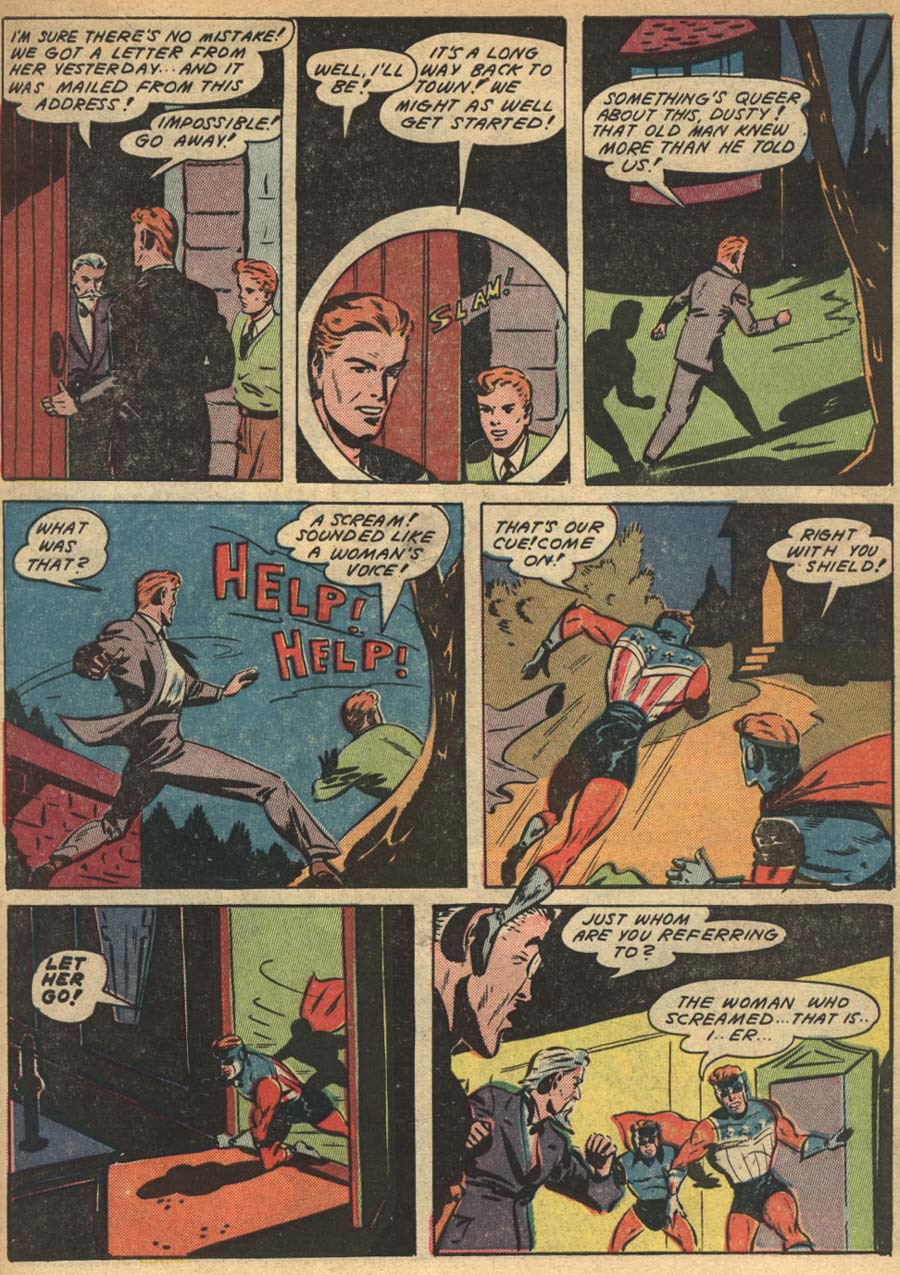 I'M SURE THERE'S NO MISTAKE!
WE GOT A LETTER FROM
HER YESTERDAY... AND IT
WAS MAILED FROM THIS
ADDRESS!
IMPOSSIBLE!
GO AWAY!
WELL, I'LL
BE!
IT'S A LONG
WAY BACK TO
TOWN! WE
MIGHT AS WELL
GET STARTED!
SLAM!
SOMETHING'S QUEER
ABOUT THIS, DUSTY!
THAT OLD MAN KNEW
MORE THAN HE TOLD
US!
WHAT
WAS
THAT?
HELP!
HELP!
A SCREAM!
SOUNDED LIKE
A WOMAN'S
VOICE!
THAT'S OUR
CUE! COME
ON!
RIGHT
WITH YOU
SHIELD!
LET
HER
GO!
JUST WHOM
ARE YOU REFERRING
TO?
THE WOMAN WHO
SCREAMED...THAT IS..
I..ER...